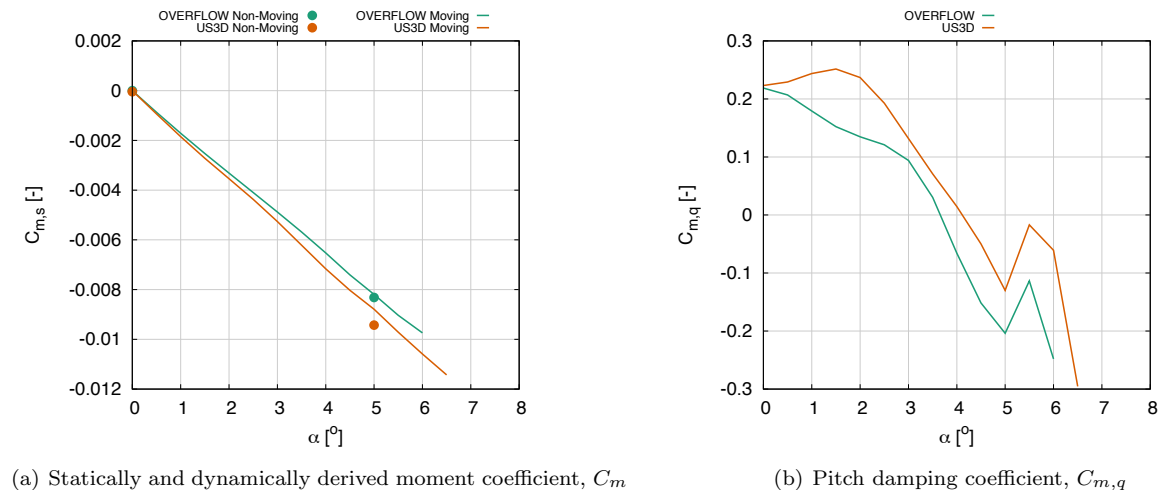 OVERFLOW Non-Moving
US3D Non-Moving
OVERFLOW Moving
US3D Moving
0.002
0
-0.002
-0.004
-0.006
-0.008
-0.01
-0.012
C_{m,s} [-]
0 1 2 3 4 5 6 7 8
α [°]
(a) Statically and dynamically derived moment coefficient, C_m
OVERFLOW
US3D
0.3
0.2
0.1
0
-0.1
-0.2
-0.3
C_{m,q} [-]
0 1 2 3 4 5 6 7 8
α [°]
(b) Pitch damping coefficient, C_{m,q}